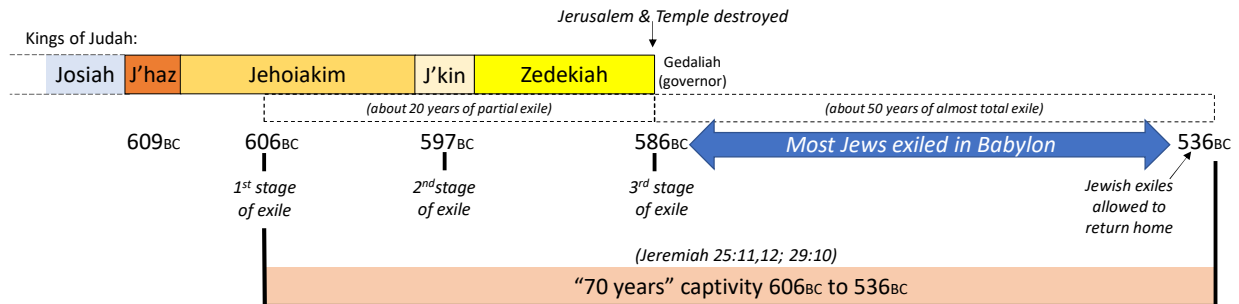 Jerusalem & Temple destroyed
Kings of Judah:
Josiah
J'haz
Jehoiakim
J'kin
Zedekiah
Gedaliah
(governor)
(about 20 years of partial exile)
(about 50 years of almost total exile)
609BC
606BC
597BC
586BC
Most Jews exiled in Babylon
536BC
1st stage
of exile
2nd stage
of exile
3rd stage
of exile
Jewish exiles
allowed to
return home
(Jeremiah 25:11,12; 29:10)
“70 years” captivity 606BC to 536BC